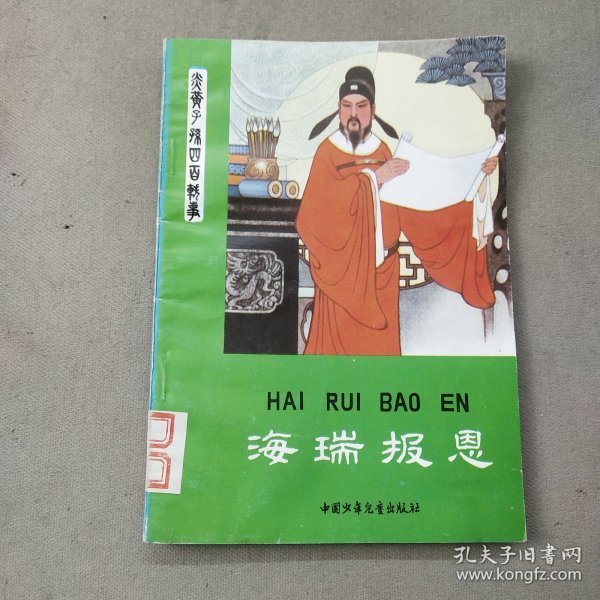 炎黄子孙四百轶事
HAI RUI BAO EN
海瑞报恩
中国少年儿童出版社
孔夫子旧书网
www.kongfz.com